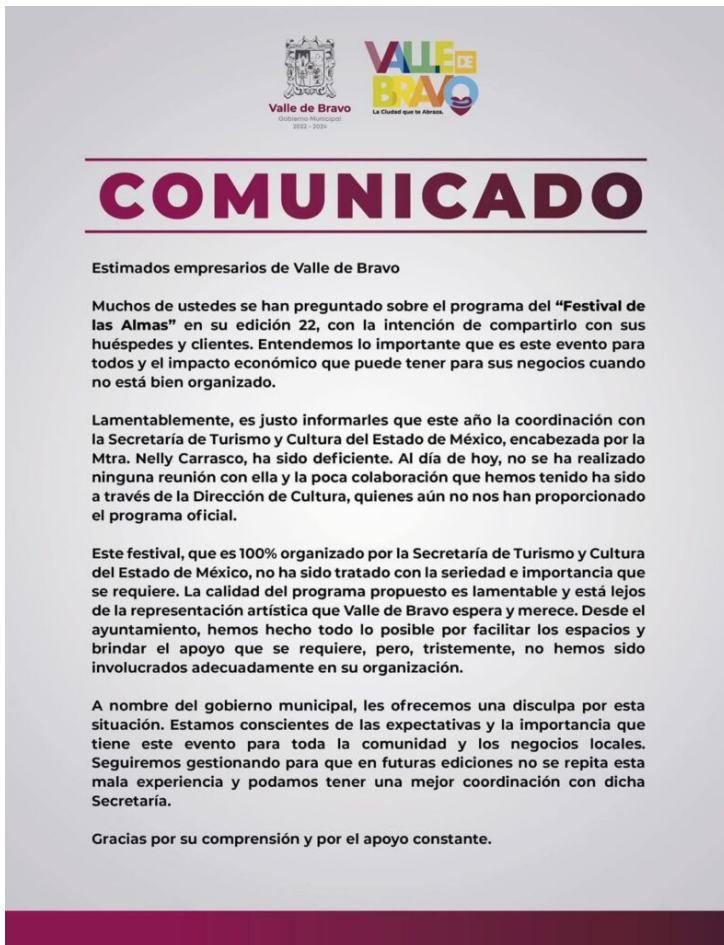 VALLE DE
BRAVO
Valle de Bravo
Gobierno Municipal
2022 - 2024
La Ciudad que te Abraza.
COMUNICADO
Estimados empresarios de Valle de Bravo
Muchos de ustedes se han preguntado sobre el programa del “Festival de
las Almas” en su edición 22, con la intención de compartirlo con sus
huéspedes y clientes. Entendemos lo importante que es este evento para
todos y el impacto económico que puede tener para sus negocios cuando
no está bien organizado.
Lamentablemente, es justo informarles que este año la coordinación con
la Secretaría de Turismo y Cultura del Estado de México, encabezada por la
Mtra. Nelly Carrasco, ha sido deficiente. Al día de hoy, no se ha realizado
ninguna reunión con ella y la poca colaboración que hemos tenido ha sido
a través de la Dirección de Cultura, quienes aún no nos han proporcionado
el programa oficial.
Este festival, que es 100% organizado por la Secretaría de Turismo y Cultura
del Estado de México, no ha sido tratado con la seriedad e importancia que
se requiere. La calidad del programa propuesto es lamentable y está lejos
de la representación artística que Valle de Bravo espera y merece. Desde el
ayuntamiento, hemos hecho todo lo posible por facilitar los espacios y
brindar el apoyo que se requiere, pero, tristemente, no hemos sido
involucrados adecuadamente en su organización.
A nombre del gobierno municipal, les ofrecemos una disculpa por esta
situación. Estamos conscientes de las expectativas y la importancia que
tiene este evento para toda la comunidad y los negocios locales.
Seguiremos gestionando para que en futuras ediciones no se repita esta
mala experiencia y podamos tener una mejor coordinación con dicha
Secretaría.
Gracias por su comprensión y por el apoyo constante.